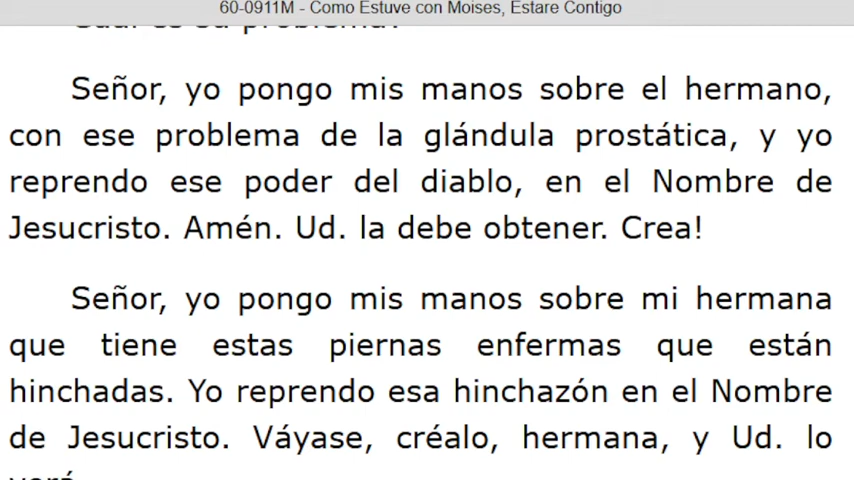 60-0911M - Como Estuve con Moises, Estare Contigo
Señor, yo pongo mis manos sobre el hermano,
con ese problema de la glándula prostática, y yo
reprendo ese poder del diablo, en el Nombre de
Jesucristo. Amén. Ud. la debe obtener. Crea!
Señor, yo pongo mis manos sobre mi hermana
que tiene estas piernas enfermas que están
hinchadas. Yo reprendo esa hinchazón en el Nombre
de Jesucristo. Váyase, créalo, hermana, y Ud. lo